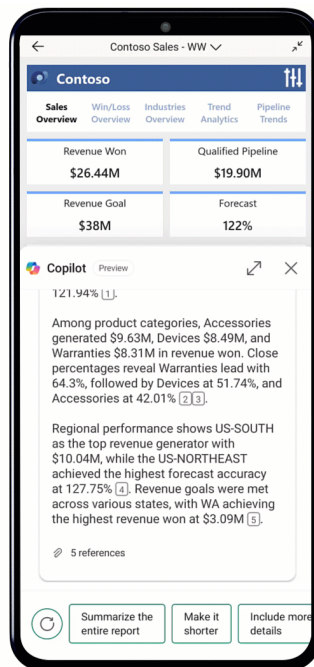 Contoso Sales - WW
Contoso
Sales Overview
Win/Loss Overview
Industries Overview
Trend Analytics
Pipeline Trends
Revenue Won
$26.44M
Qualified Pipeline
$19.90M
Revenue Goal
$38M
Forecast
122%
Copilot
Preview
121.94% 1.
Among product categories, Accessories
generated $9.63M, Devices $8.49M, and
Warranties $8.31M in revenue won. Close
percentages reveal Warranties lead with
64.3%, followed by Devices at 51.74%, and
Accessories at 42.01% 2 3.
Regional performance shows US-SOUTH
as the top revenue generator with
$10.04M, while the US-NORTHEAST
achieved the highest forecast accuracy
at 127.75% 4. Revenue goals were met
across various states, with WA achieving
the highest revenue won at $3.09M 5.
5 references
Summarize the
entire report
Make it
shorter
Include more
details